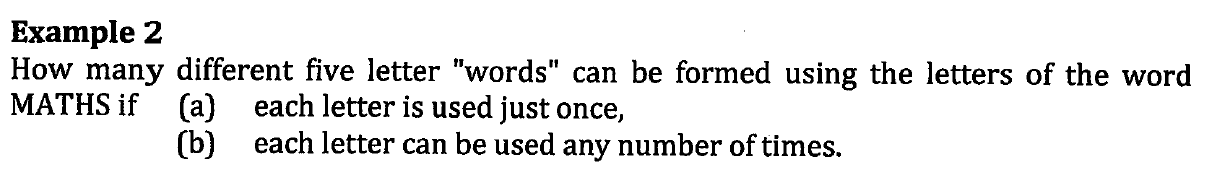 Example 2
How many different five letter "words" can be formed using the letters of the word
MATHS if (a) each letter is used just once,
(b) each letter can be used any number of times.